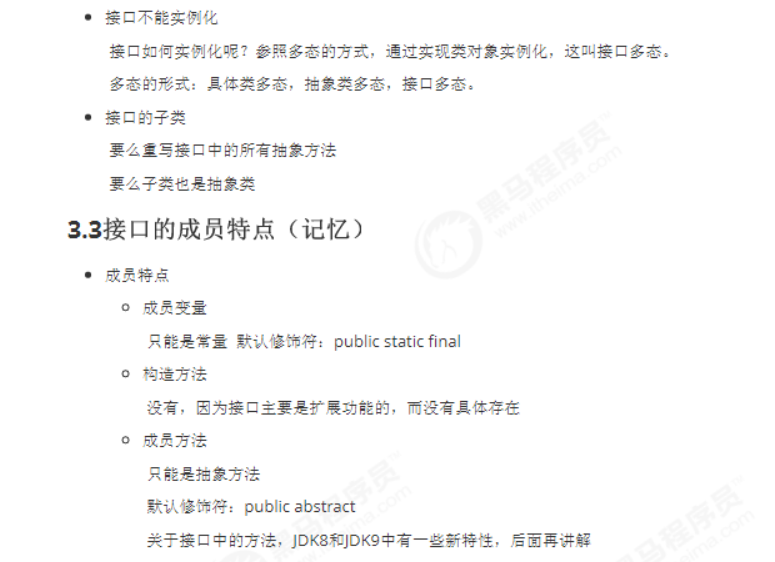 接口不能实例化
接口如何实例化呢？参照多态的方式，通过实现类对象实例化，这叫接口多态。
多态的形式：具体类多态，抽象类多态，接口多态。
接口的子类
要么重写接口中的所有抽象方法
要么子类也是抽象类
3.3接口的成员特点（记忆）
成员特点
成员变量
只能是常量 默认修饰符：public static final
构造方法
没有，因为接口主要是扩展功能的，而没有具体存在
成员方法
只能是抽象方法
默认修饰符：public abstract
关于接口中的方法，JDK8和JDK9中有一些新特性，后面再讲解
黑马程序员™
www.itheima.com